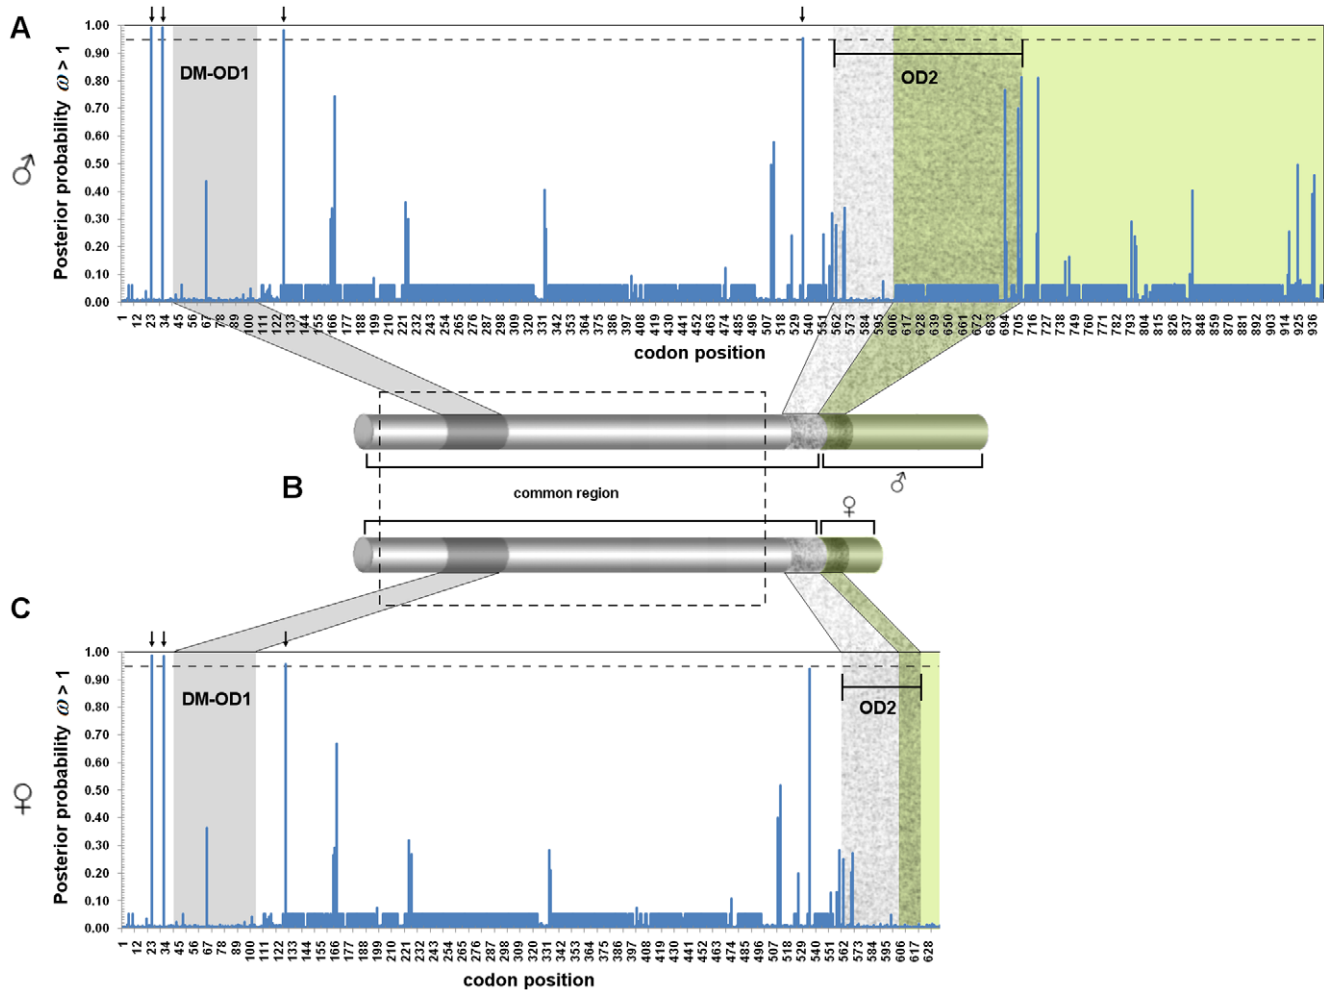 A
Posterior probability ω > 1
1.00
0.90
0.80
0.70
0.60
0.50
0.40
0.30
0.20
0.10
0.00
DM-OD1
OD2
♂
1 12 23 34 45 56 67 78 89 100 111 122 133 144 155 166 177 188 199 210 221 232 243 254 265 276 287 298 309 320 331 342 353 364 375 386 397 408 419 430 441 452 463 474 485 496 507 518 529 540 551 562 573 584 595 606 617 628 639 650 661 672 683 694 705 716 727 738 749 760 771 782 793 804 815 826 837 848 859 870 881 892 903 914 925 936
codon position
B
common region
♂
♀
C
Posterior probability ω > 1
1.00
0.90
0.80
0.70
0.60
0.50
0.40
0.30
0.20
0.10
0.00
DM-OD1
OD2
♀
1 12 23 34 45 56 67 78 89 100 111 122 133 144 155 166 177 188 199 210 221 232 243 254 265 276 287 298 309 320 331 342 353 364 375 386 397 408 419 430 441 452 463 474 485 496 507 518 529 540 551 562 573 584 595 606 617 628
codon position